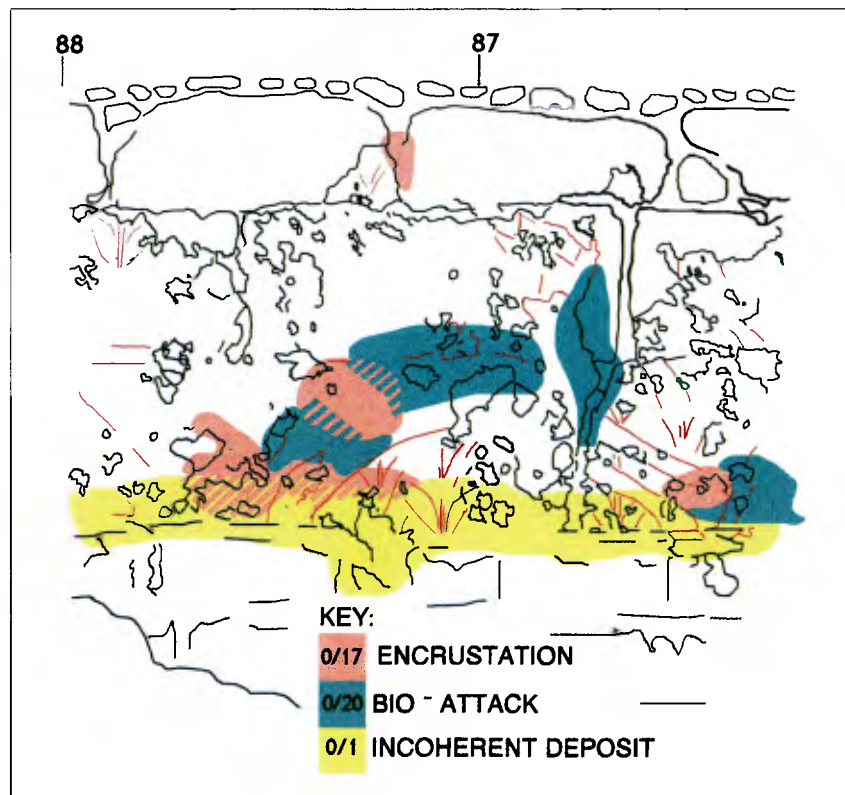 88 87
KEY:
0/17 ENCRUSTATION
0/20 BIO - ATTACK
0/1 INCOHERENT DEPOSIT